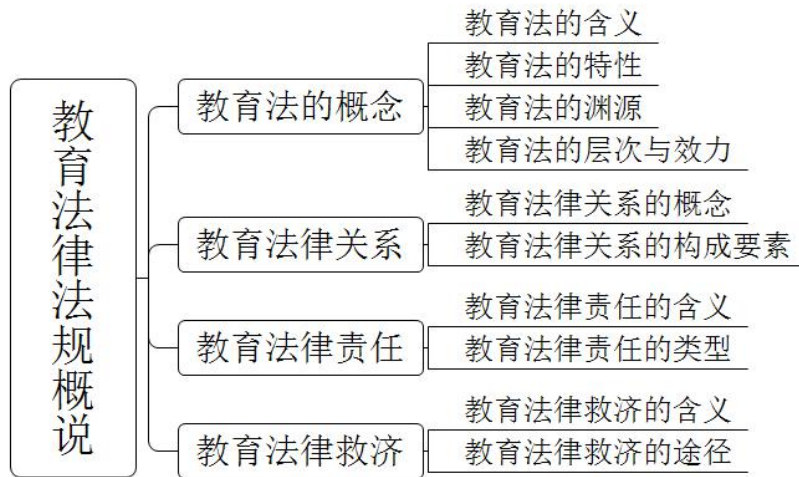 教育法律法规概说
教育法的概念
教育法的含义
教育法的特性
教育法的渊源
教育法的层次与效力
教育法律关系
教育法律关系的概念
教育法律关系的构成要素
教育法律责任
教育法律责任的含义
教育法律责任的类型
教育法律救济
教育法律救济的含义
教育法律救济的途径